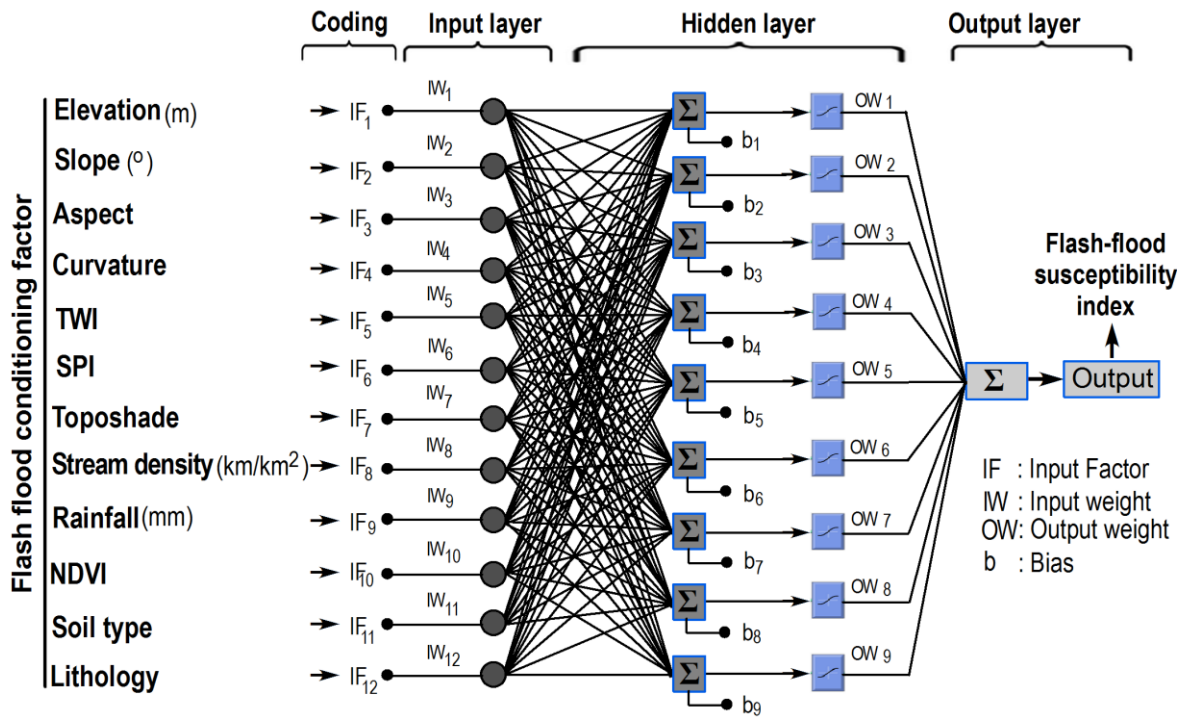 Coding Input layer Hidden layer Output layer
Flash flood conditioning factor
Elevation (m) IF1 IW1 Σ b1 OW 1
Slope (º) IF2 IW2 Σ b2 OW 2
Aspect IF3 IW3 Σ b3 OW 3
Curvature IF4 IW4 Σ b4 OW 4
TWI IF5 IW5 Σ b5 OW 5
SPI IF6 IW6 Σ b6 OW 6
Toposhade IF7 IW7 Σ b7 OW 7
Stream density (km/km²) IF8 IW8 Σ b8 OW 8
Rainfall (mm) IF9 IW9 Σ b9 OW 9
NDVI IF10 IW10
Soil type IF11 IW11
Lithology IF12 IW12
Flash-flood
susceptibility
index
Σ Output
IF : Input Factor
IW : Input weight
OW: Output weight
b : Bias